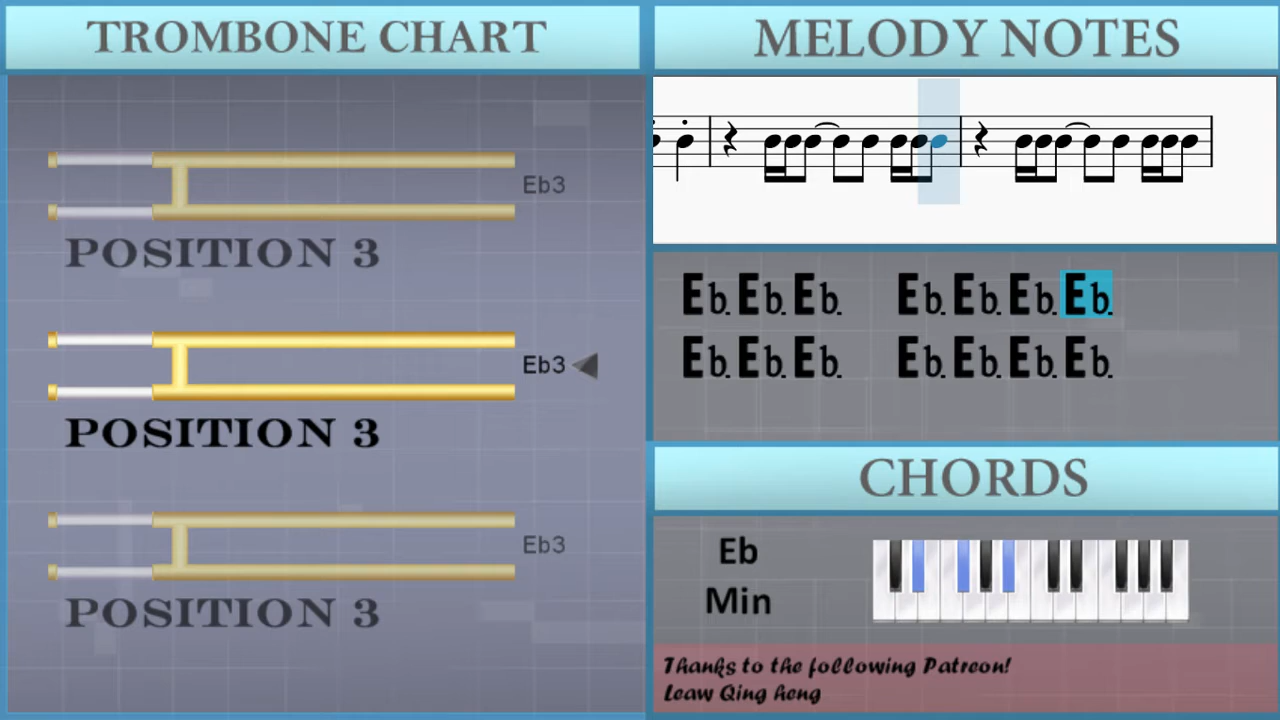 TROMBONE CHART
Eb3
POSITION 3
Eb3
POSITION 3
Eb3
POSITION 3
MELODY NOTES
Eb. Eb. Eb. Eb. Eb. Eb. Eb.
Eb. Eb. Eb. Eb. Eb. Eb. Eb.
CHORDS
Eb
Min
Thanks to the following Patreon!
Leaw Qing heng